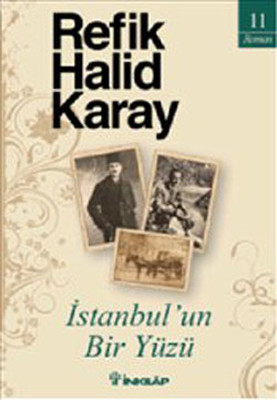 Refik
Halid
Karay
11
Roman
İstanbul'un
Bir Yüzü
İNKILÂP